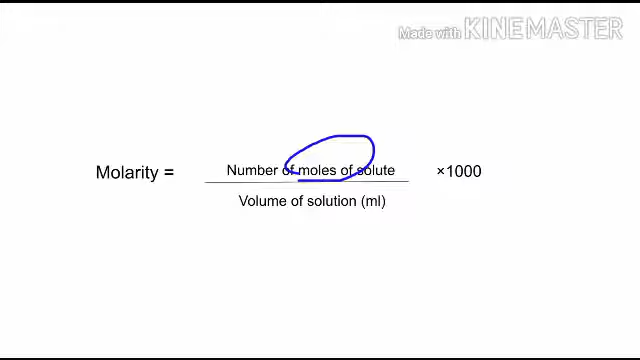 Made with KINEMASTER
Number of moles of solute
Molarity = ×1000
Volume of solution (ml)